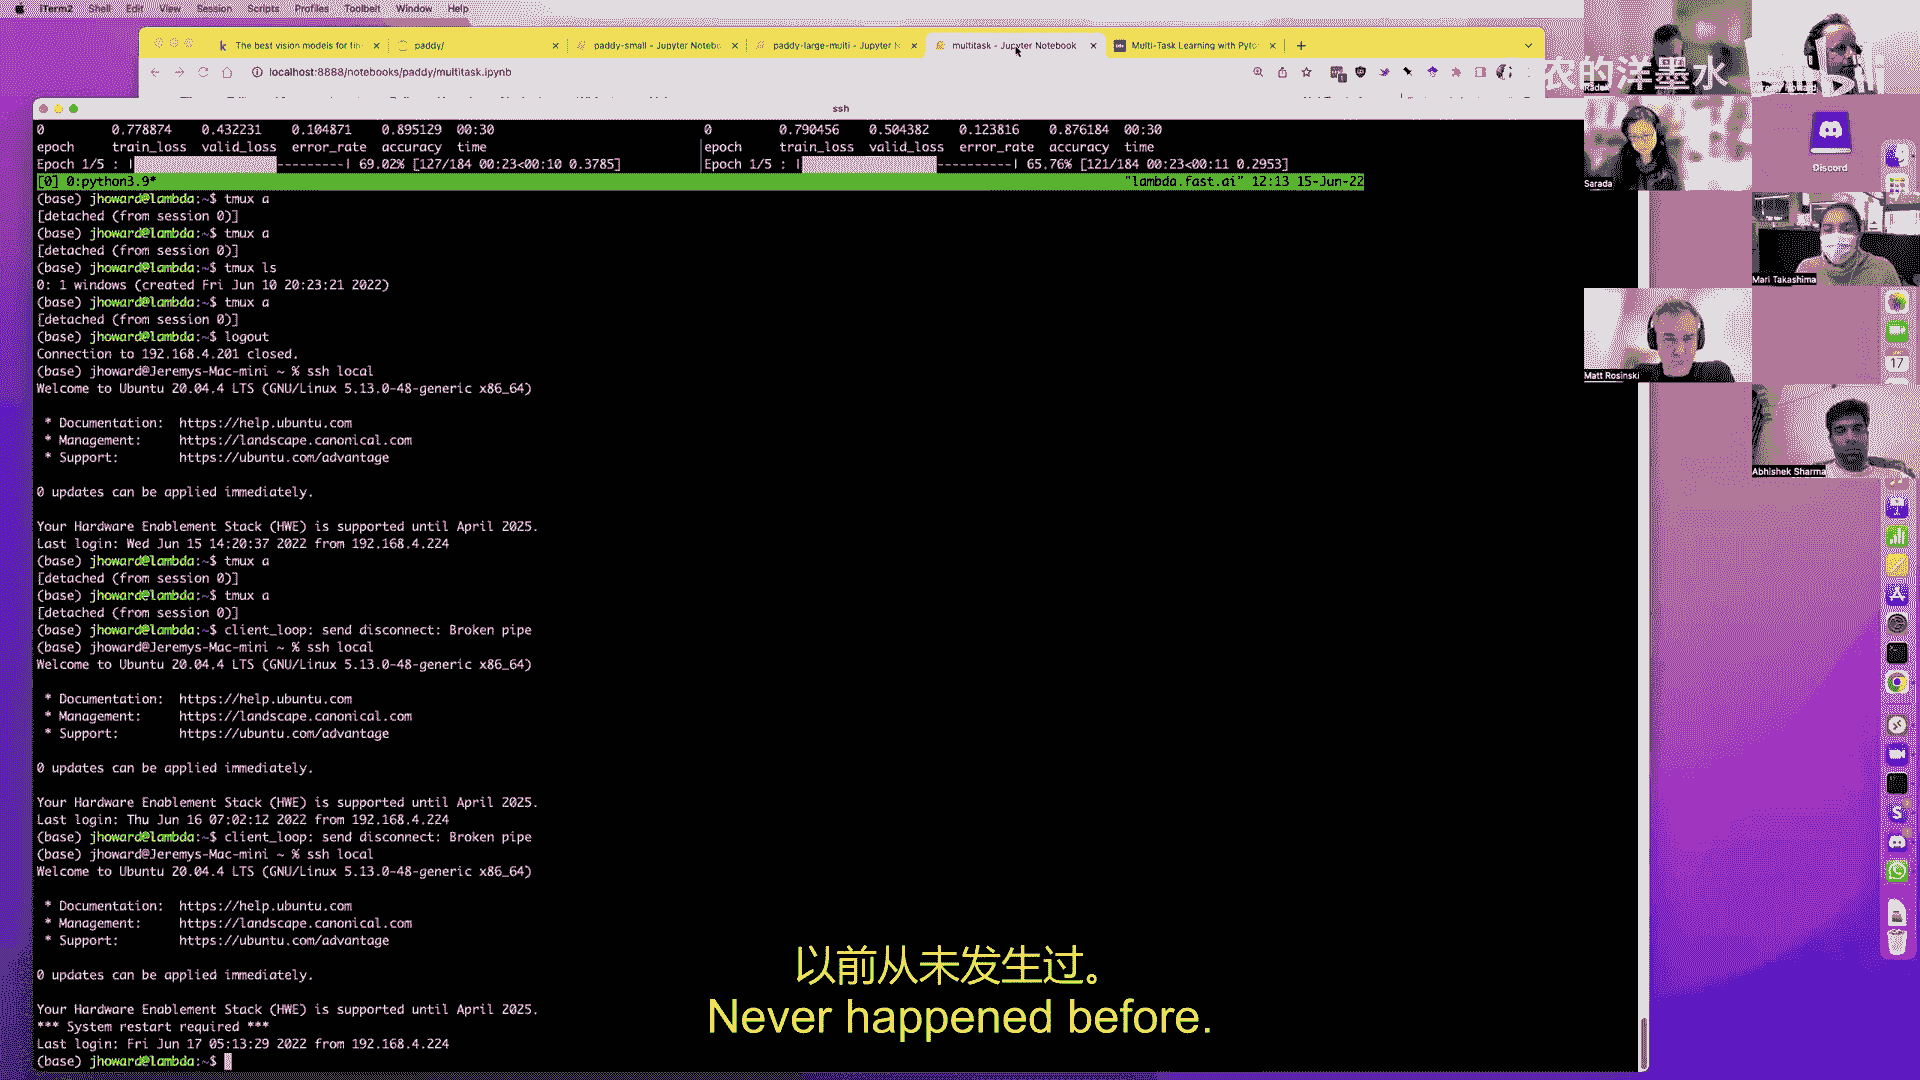 iTerm2 Shell Edit View Session Scripts Profiles Toolbelt Window Help
The best vision models for fin
paddy/
paddy-small - Jupyter Notebo
paddy-large-multi - Jupyter N
multitask - Jupyter Notebook
Multi-Task Learning with Pyto
localhost:8888/notebooks/paddy/multitask.ipynb
农的洋墨水
ssh
0 0.778874 0.432231 0.104871 0.895129 00:30 0 0.790456 0.504382 0.123816 0.876184 00:30
epoch train_loss valid_loss error_rate accuracy time epoch train_loss valid_loss error_rate accuracy time
Epoch 1/5 : |---------| 69.02% [127/184 00:23<00:10 0.3785] Epoch 1/5 : |----------| 65.76% [121/184 00:23<00:11 0.2953]
[0] 0:python3.9* "lambda.fast.ai" 12:13 15-Jun-22
(base) jhoward@lambda:~$ tmux a
[detached (from session 0)]
(base) jhoward@lambda:~$ tmux a
[detached (from session 0)]
(base) jhoward@lambda:~$ tmux ls
0: 1 windows (created Fri Jun 10 20:23:21 2022)
(base) jhoward@lambda:~$ tmux a
[detached (from session 0)]
(base) jhoward@lambda:~$ logout
Connection to 192.168.4.201 closed.
(base) jhoward@Jeremys-Mac-mini ~ % ssh local
Welcome to Ubuntu 20.04.4 LTS (GNU/Linux 5.13.0-48-generic x86_64)
* Documentation: https://help.ubuntu.com
* Management: https://landscape.canonical.com
* Support: https://ubuntu.com/advantage
0 updates can be applied immediately.
Your Hardware Enablement Stack (HWE) is supported until April 2025.
Last login: Wed Jun 15 14:20:37 2022 from 192.168.4.224
(base) jhoward@lambda:~$ tmux a
[detached (from session 0)]
(base) jhoward@lambda:~$ tmux a
[detached (from session 0)]
(base) jhoward@lambda:~$ client_loop: send disconnect: Broken pipe
(base) jhoward@Jeremys-Mac-mini ~ % ssh local
Welcome to Ubuntu 20.04.4 LTS (GNU/Linux 5.13.0-48-generic x86_64)
* Documentation: https://help.ubuntu.com
* Management: https://landscape.canonical.com
* Support: https://ubuntu.com/advantage
0 updates can be applied immediately.
Your Hardware Enablement Stack (HWE) is supported until April 2025.
Last login: Thu Jun 16 07:02:12 2022 from 192.168.4.224
(base) jhoward@lambda:~$ client_loop: send disconnect: Broken pipe
(base) jhoward@Jeremys-Mac-mini ~ % ssh local
Welcome to Ubuntu 20.04.4 LTS (GNU/Linux 5.13.0-48-generic x86_64)
* Documentation: https://help.ubuntu.com
* Management: https://landscape.canonical.com
* Support: https://ubuntu.com/advantage
0 updates can be applied immediately.
Your Hardware Enablement Stack (HWE) is supported until April 2025.
*** System restart required ***
Last login: Fri Jun 17 05:13:29 2022 from 192.168.4.224
(base) jhoward@lambda:~$
Discord
Sarada
Mari Takashima
Matt Rosinski
Abhishek Sharma
17
以前从未发生过。
Never happened before.